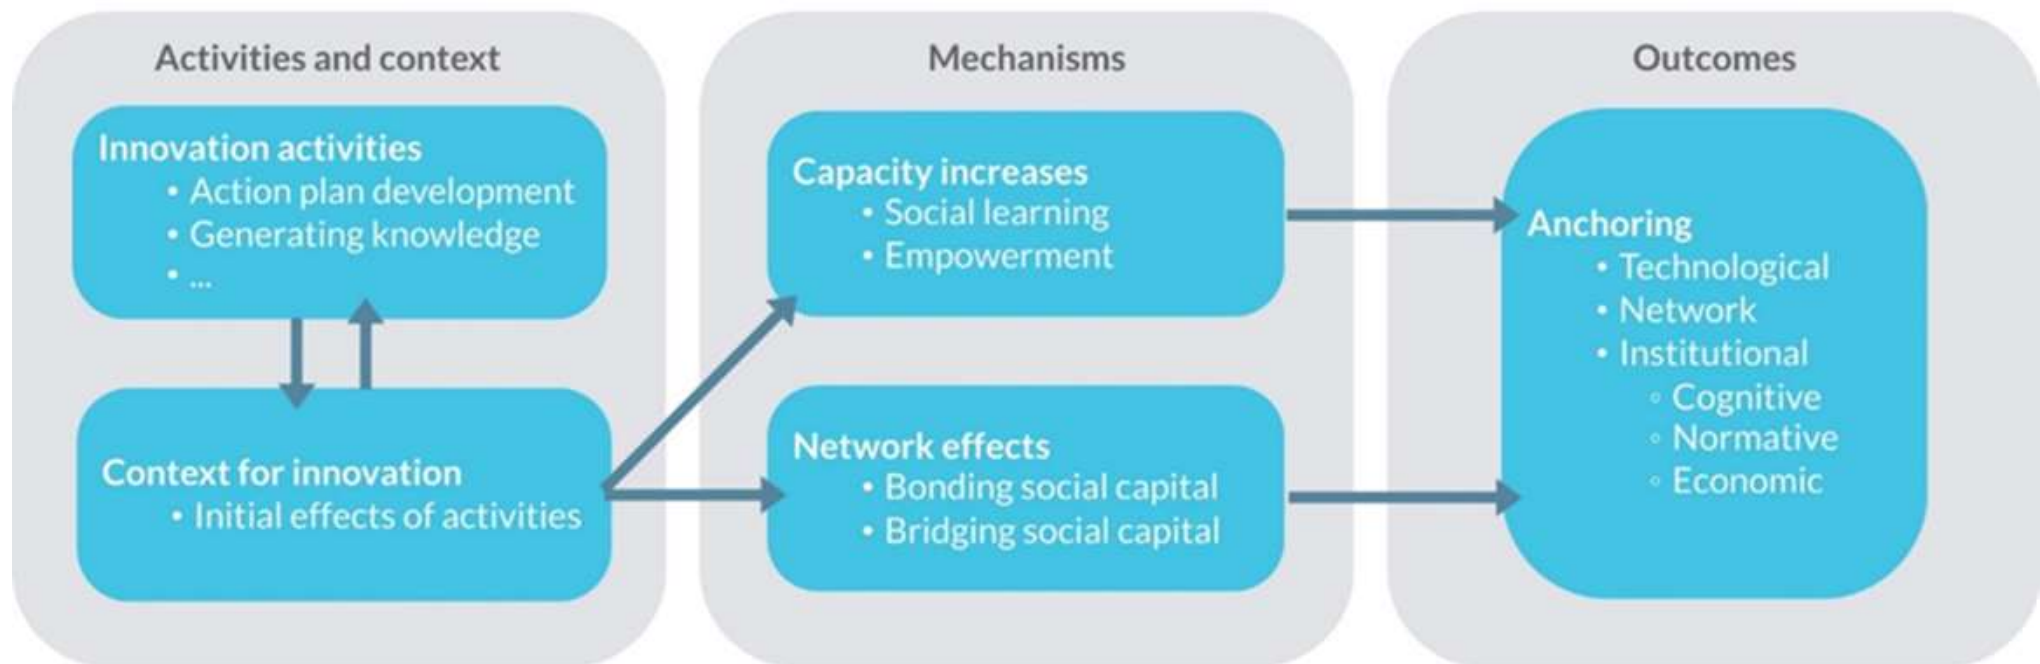 Activities and context
Innovation activities
• Action plan development
• Generating knowledge
• ...
Context for innovation
• Initial effects of activities
Mechanisms
Capacity increases
• Social learning
• Empowerment
Network effects
• Bonding social capital
• Bridging social capital
Outcomes
Anchoring
• Technological
• Network
• Institutional
◦ Cognitive
◦ Normative
◦ Economic